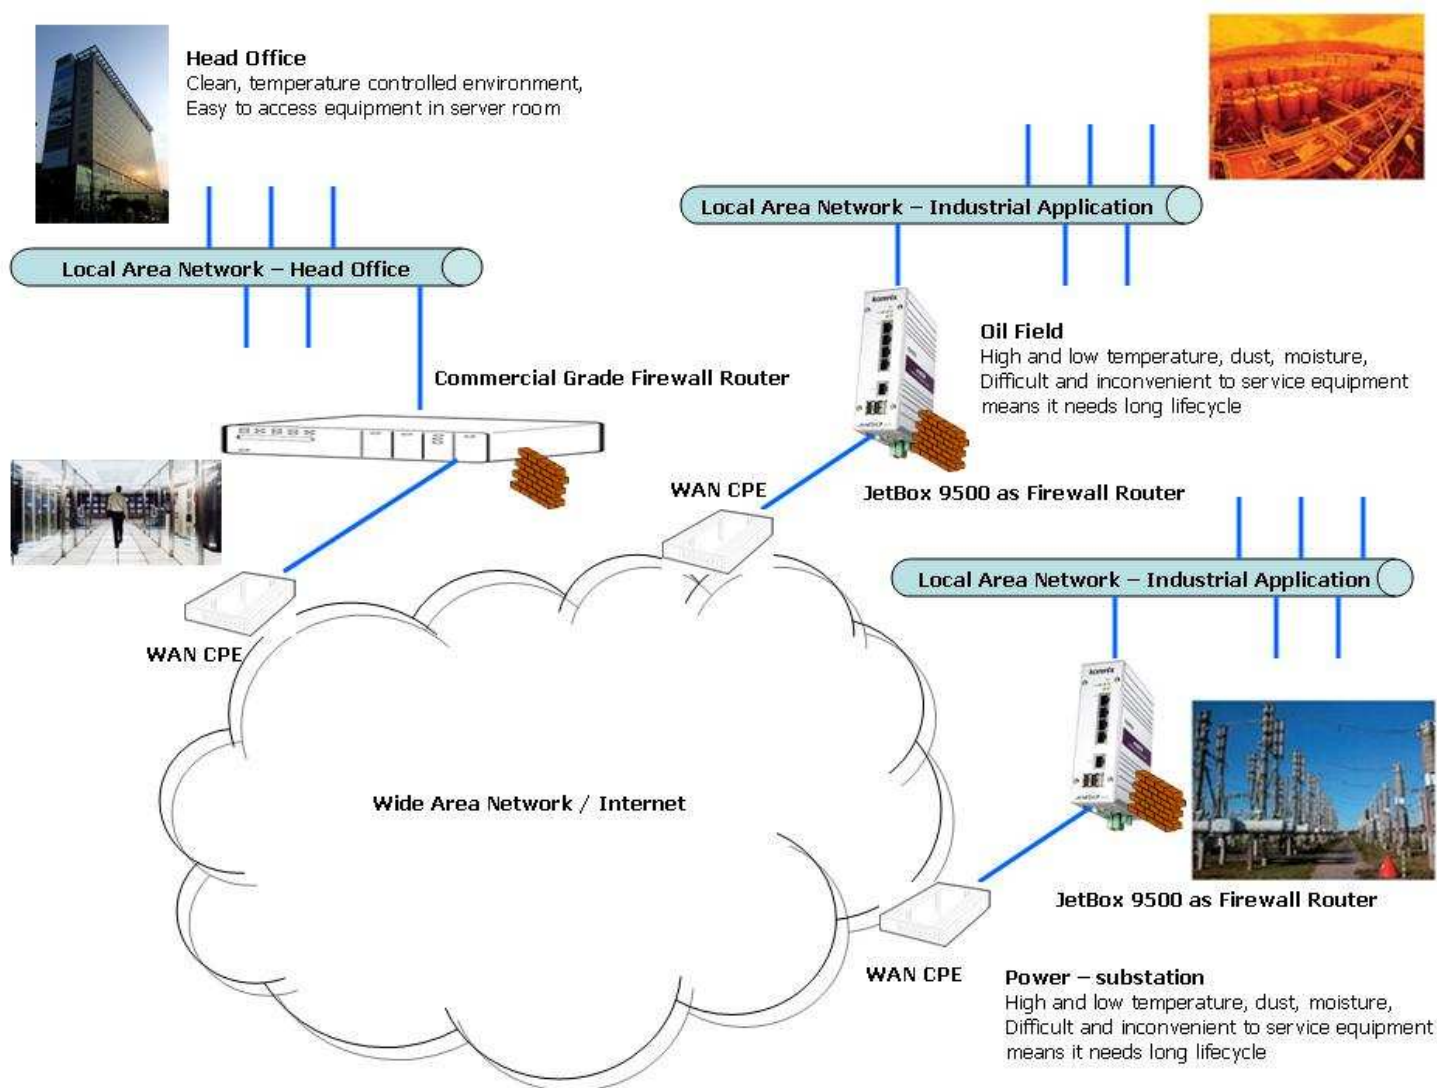 Head Office
Clean, temperature controlled environment,
Easy to access equipment in server room
Local Area Network – Industrial Application
Local Area Network – Head Office
korenix
Oil Field
High and low temperature, dust, moisture,
Difficult and inconvenient to service equipment
means it needs long lifecycle
Commercial Grade Firewall Router
WAN CPE
JetBox 9500 as Firewall Router
Local Area Network – Industrial Application
WAN CPE
korenix
Wide Area Network / Internet
JetBox 9500 as Firewall Router
WAN CPE
Power – substation
High and low temperature, dust, moisture,
Difficult and inconvenient to service equipment
means it needs long lifecycle